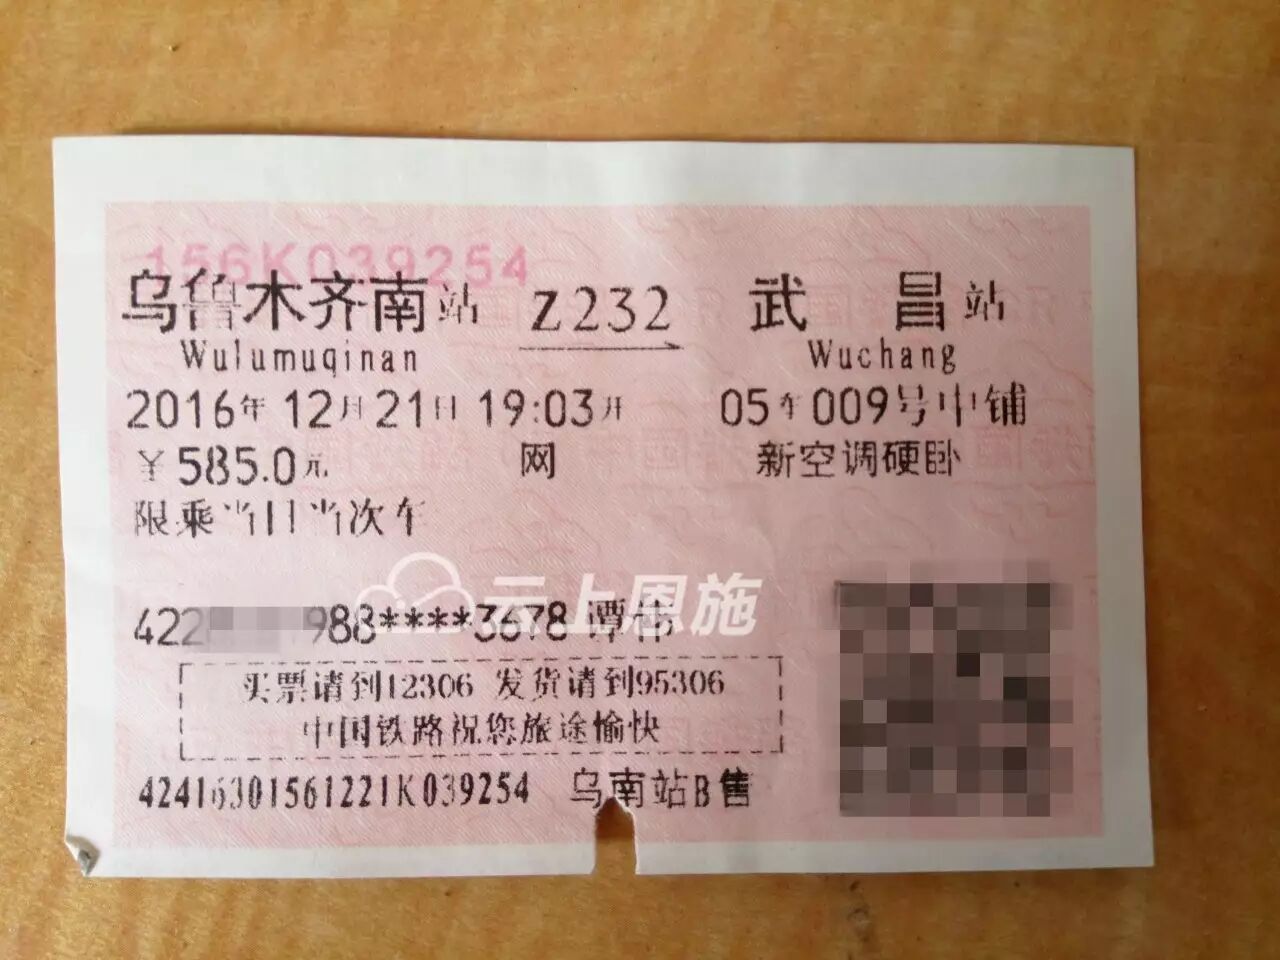 156K039254
乌鲁木齐南站 Z232 武昌站
Wulumuqinan Wuchang
2016年12月21日19:03开 05车009号中铺
¥585.0元 网 新空调硬卧
限乘当日当次车
云上恩施
422 988****3678 谭
买票请到12306 发货请到95306
中国铁路祝您旅途愉快
42416301561221K039254 乌南站B售